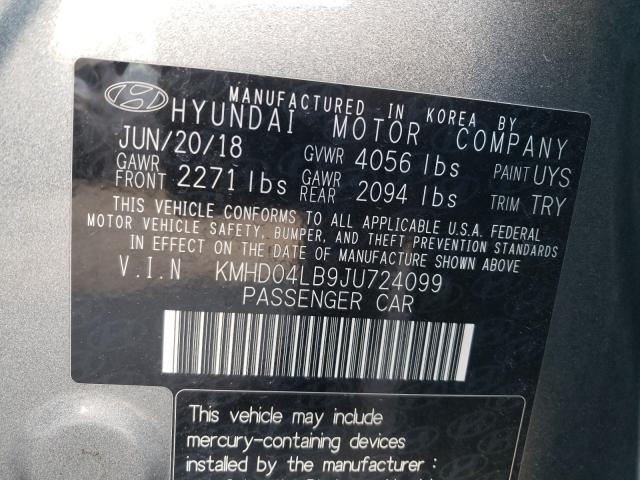 MANUFACTURED IN KOREA BY
HYUNDAI MOTOR COMPANY
JUN/20/18 GVWR 4056 lbs PAINT UYS
GAWR FRONT 2271 lbs GAWR REAR 2094 lbs TRIM TRY
THIS VEHICLE CONFORMS TO ALL APPLICABLE U.S.A. FEDERAL
MOTOR VEHICLE SAFETY, BUMPER, AND THEFT PREVENTION STANDARDS
IN EFFECT ON THE DATE OF MANUFACTURE SHOWN ABOVE
V.I.N KMHD04LB9JU724099
PASSENGER CAR
This vehicle may include
mercury-containing devices
installed by the manufacturer :